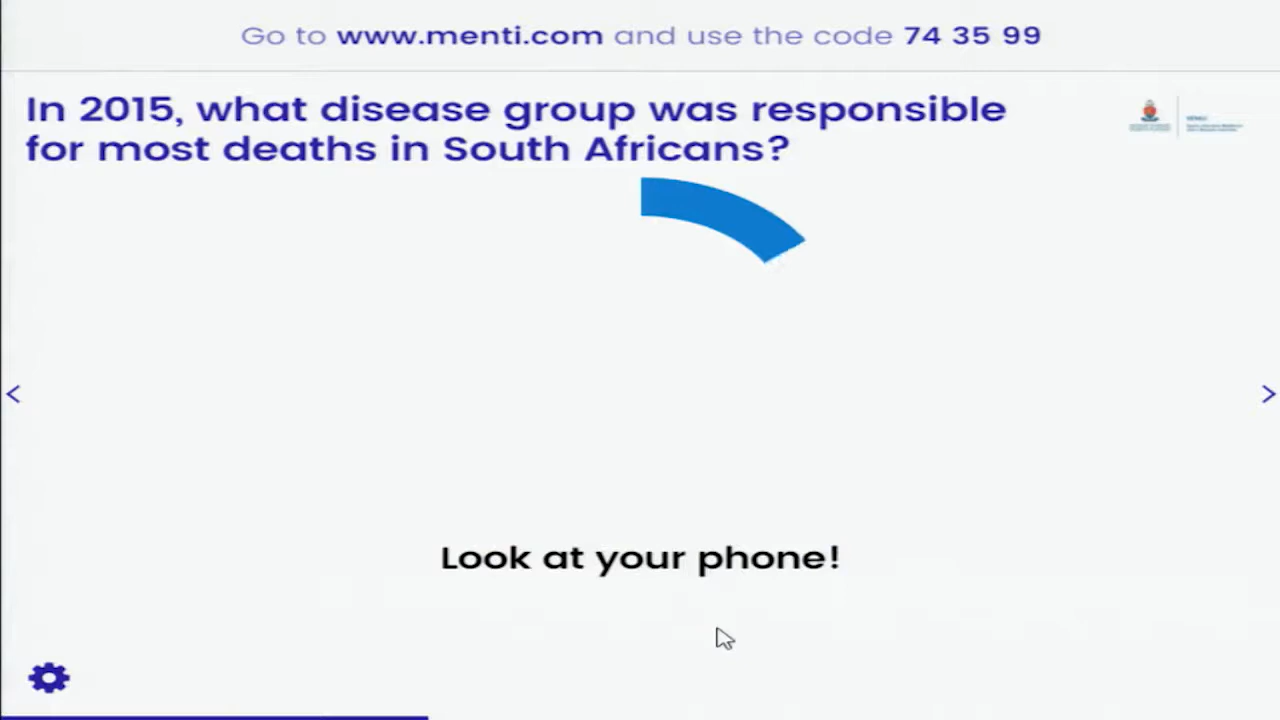 Go to www.menti.com and use the code 74 35 99
In 2015, what disease group was responsible
for most deaths in South Africans?
Look at your phone!